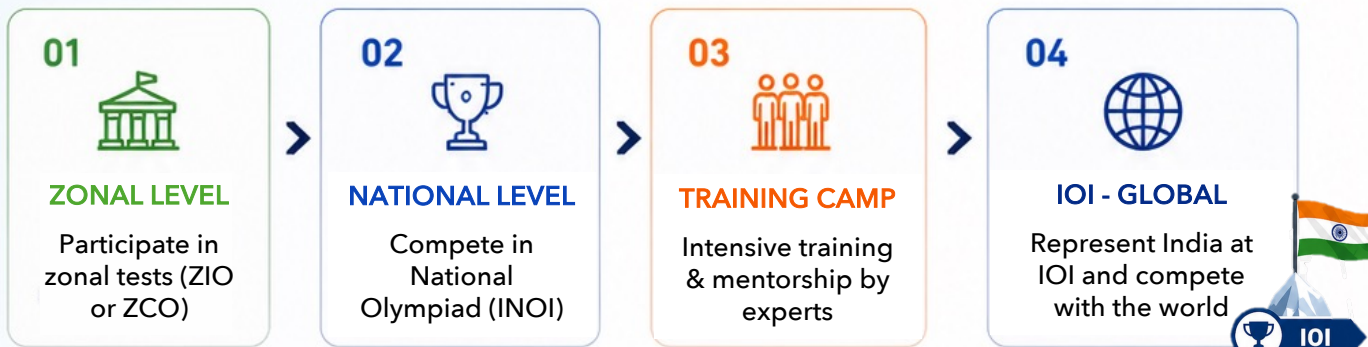 01
ZONAL LEVEL
Participate in
zonal tests (ZIO
or ZCO)
02
NATIONAL LEVEL
Compete in
National
Olympiad (INOI)
03
TRAINING CAMP
Intensive training
& mentorship by
experts
04
IOI - GLOBAL
Represent India at
IOI and compete
with the world
IOI